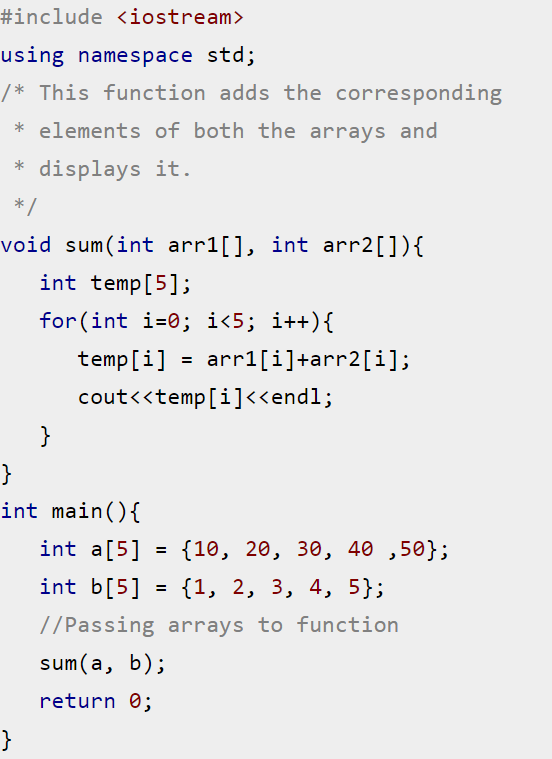 #include <iostream>
using namespace std;
/* This function adds the corresponding
 * elements of both the arrays and
 * displays it.
 */
void sum(int arr1[], int arr2[]){
   int temp[5];
   for(int i=0; i<5; i++){
      temp[i] = arr1[i]+arr2[i];
      cout<<temp[i]<<endl;
   }
}
int main(){
   int a[5] = {10, 20, 30, 40 ,50};
   int b[5] = {1, 2, 3, 4, 5};
   //Passing arrays to function
   sum(a, b);
   return 0;
}